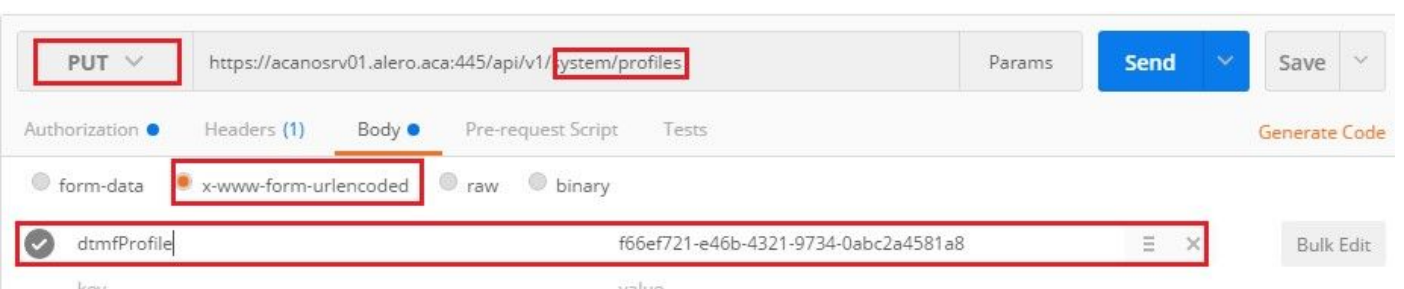 PUT https://acanosrv01.alero.aca:445/api/v1/system/profiles Params Send Save
Authorization Headers (1) Body Pre-request Script Tests Generate Code
form-data x-www-form-urlencoded raw binary
dtmfProfile f66ef721-e46b-4321-9734-0abc2a4581a8 Bulk Edit
key value